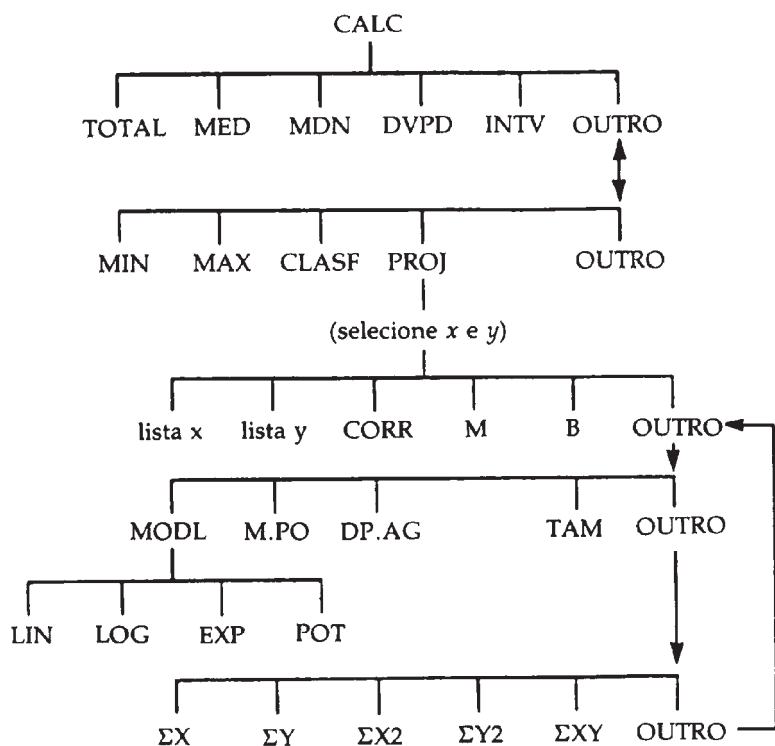 CALC
TOTAL MED MDN DVPD INTV OUTRO
MIN MAX CLASF PROJ OUTRO
(selecione x e y)
lista x lista y CORR M B OUTRO
MODL M.PO DP.AG TAM OUTRO
LIN LOG EXP POT
ΣX ΣY ΣX2 ΣY2 ΣXY OUTRO